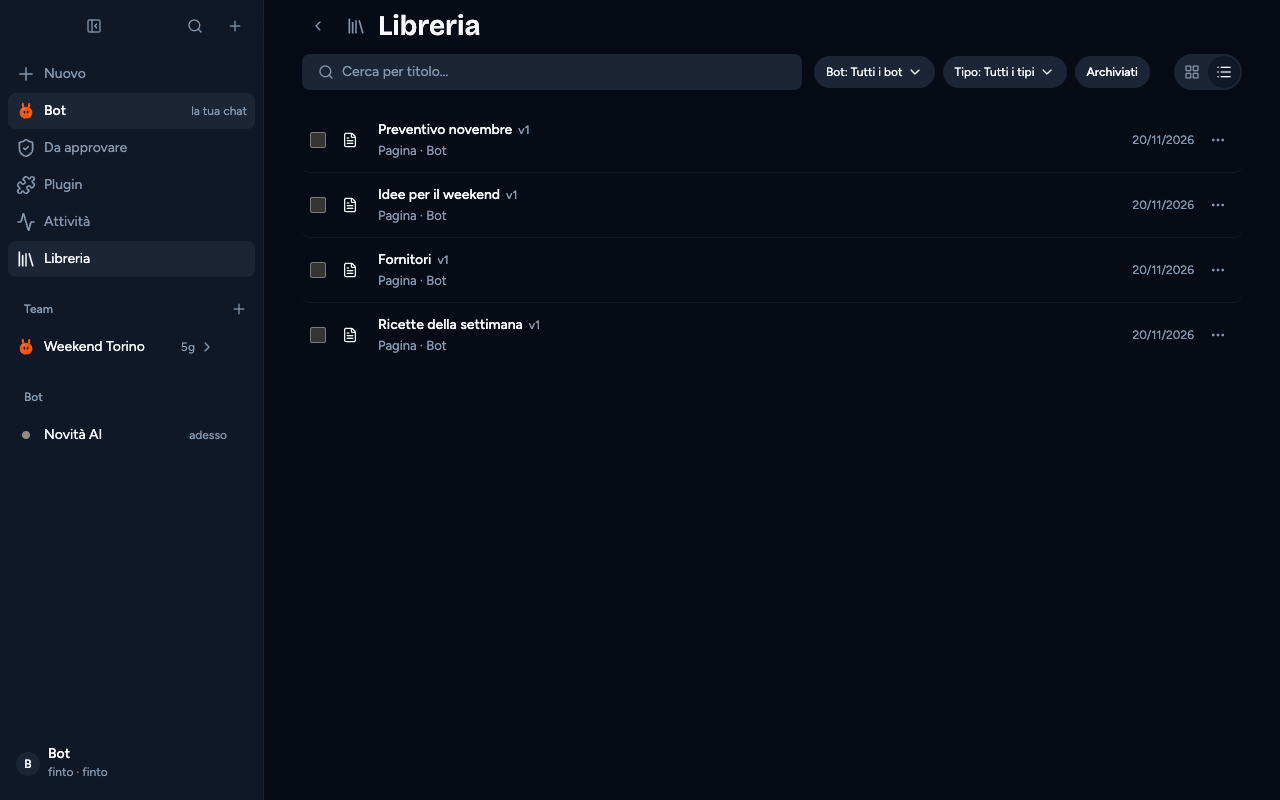 Nuovo
Bot la tua chat
Da approvare
Plugin
Attività
Libreria
Team
Weekend Torino 5g
Bot
Novità AI adesso
B
Bot
finto · finto
Libreria
Cerca per titolo...
Bot: Tutti i bot
Tipo: Tutti i tipi
Archiviati
Preventivo novembre v1
Pagina · Bot
20/11/2026
Idee per il weekend v1
Pagina · Bot
20/11/2026
Fornitori v1
Pagina · Bot
20/11/2026
Ricette della settimana v1
Pagina · Bot
20/11/2026